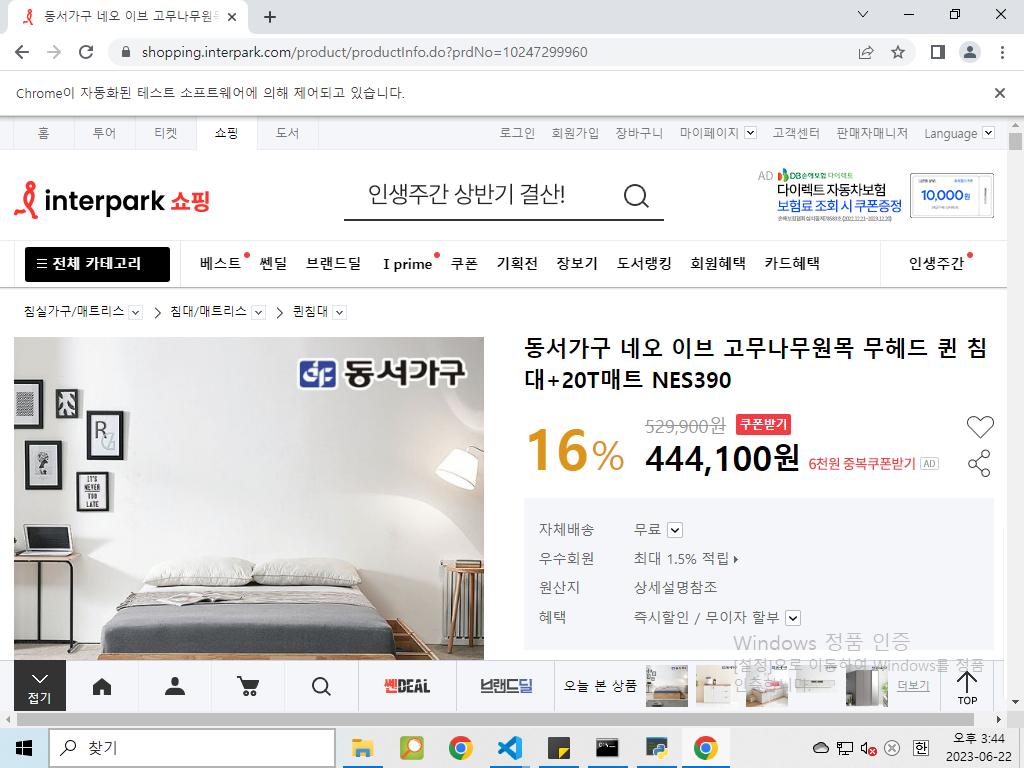 동서가구 네오 이브 고무나무원목
shopping.interpark.com/product/productInfo.do?prdNo=10247299960
Chrome이 자동화된 테스트 소프트웨어에 의해 제어되고 있습니다.
홈 투어 티켓 쇼핑 도서 로그인 회원가입 장바구니 마이페이지 고객센터 판매자매니저 Language
interpark 쇼핑
인생주간 상반기 결산!
AD DB손해보험 다이렉트
다이렉트 자동차보험
보험료 조회 시 쿠폰증정
10,000원
전체 카테고리 베스트 쎈딜 브랜드딜 I prime 쿠폰 기획전 장보기 도서랭킹 회원혜택 카드혜택 인생주간
침실가구/매트리스 침대/매트리스 퀸침대
동서가구
R
G
IT'S
NEVER
TOO
LATE
동서가구 네오 이브 고무나무원목 무헤드 퀸 침
대+20T매트 NES390
16%
529,900원 쿠폰받기
444,100원 6천원 중복쿠폰받기 AD
자체배송 무료
우수회원 최대 1.5% 적립
원산지 상세설명참조
혜택 즉시할인 / 무이자 할부
Windows 정품 인증
[설정]으로 이동하여 Windows를 정품
인증합니다.
접기 쎈DEAL 브랜드딜 오늘 본 상품 더보기 TOP
찾기
한
오후 3:44
2023-06-22